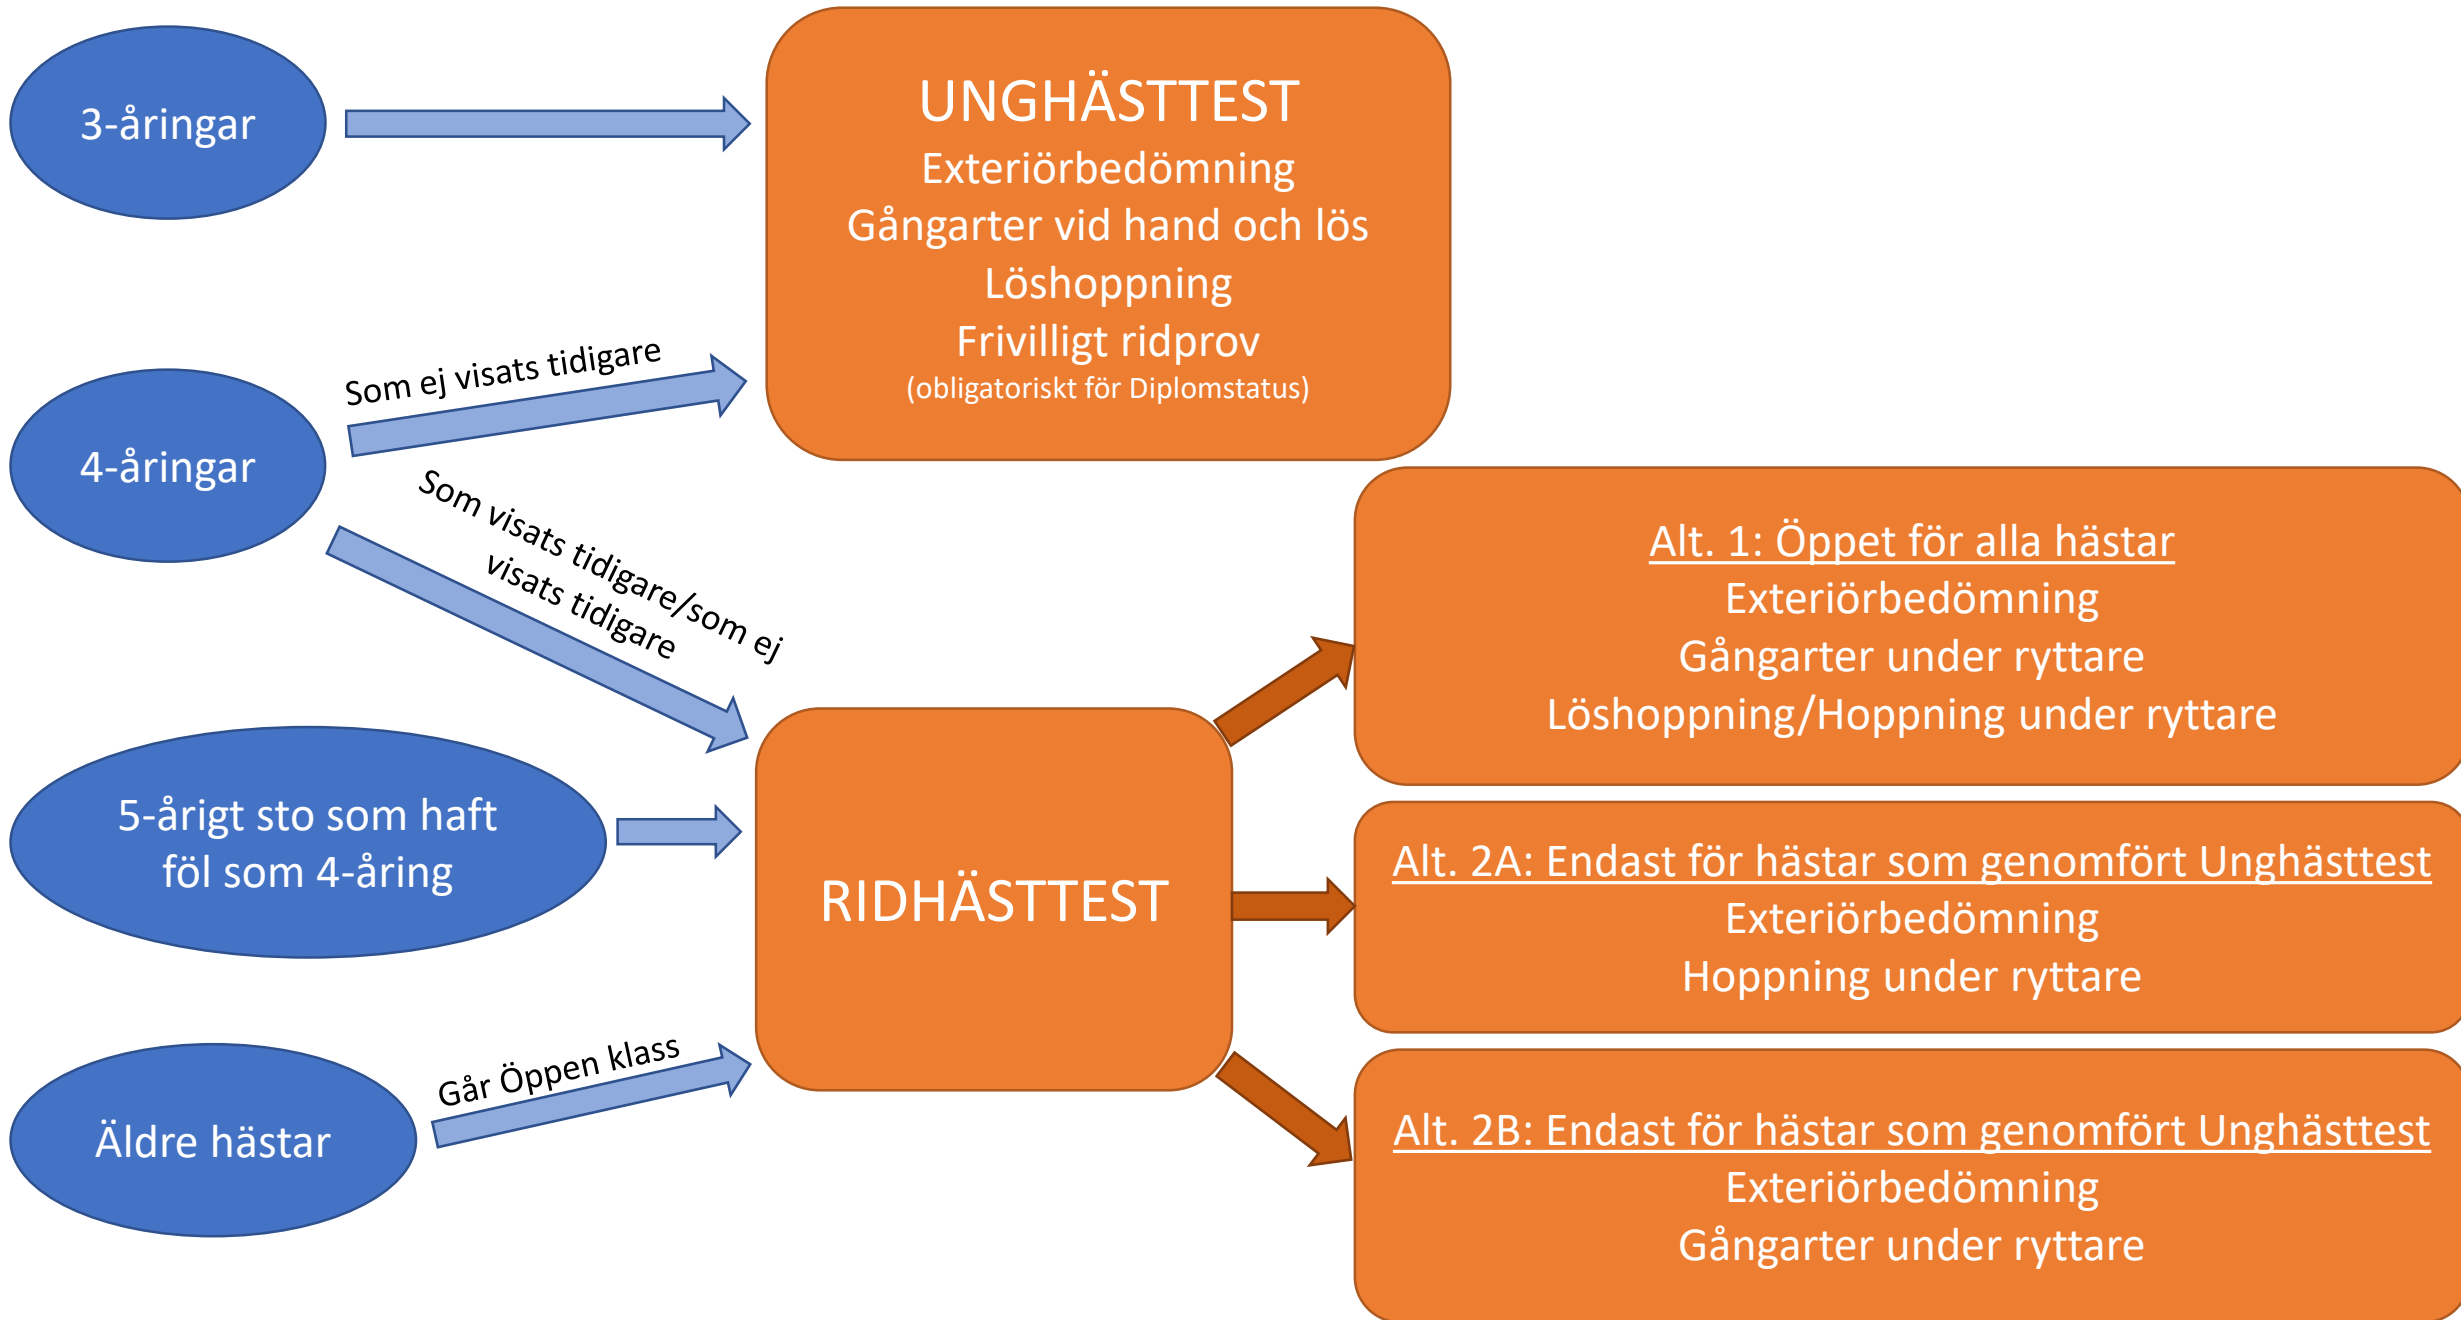 3-åringar
UNGHÄSTTEST
Exteriörbedömning
Gångarter vid hand och lös
Löshoppning
Frivilligt ridprov
(obligatoriskt för Diplomstatus)
Som ej visats tidigare
4-åringar
Som visats tidigare/som ej
visats tidigare
Alt. 1: Öppet för alla hästar
Exteriörbedömning
Gångarter under ryttare
Löshoppning/Hoppning under ryttare
5-årigt sto som haft
föl som 4-åring
RIDHÄSTTEST
Alt. 2A: Endast för hästar som genomfört Unghästtest
Exteriörbedömning
Hoppning under ryttare
Går Öppen klass
Äldre hästar
Alt. 2B: Endast för hästar som genomfört Unghästtest
Exteriörbedömning
Gångarter under ryttare